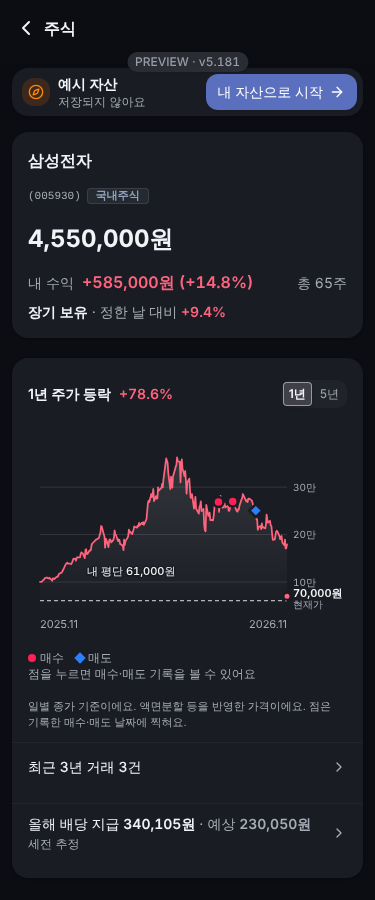 주식
PREVIEW · v5.181
예시 자산
저장되지 않아요
내 자산으로 시작
삼성전자
(005930) 국내주식
4,550,000원
내 수익 +585,000원 (+14.8%) 총 65주
장기 보유 · 정한 날 대비 +9.4%
1년 주가 등락 +78.6% 1년 5년
30만
20만
10만
내 평단 61,000원
70,000원
현재가
2025.11 2026.11
매수 매도
점을 누르면 매수·매도 기록을 볼 수 있어요
일별 종가 기준이에요. 액면분할 등을 반영한 가격이에요. 점은
기록한 매수·매도 날짜에 찍혀요.
최근 3년 거래 3건
올해 배당 지급 340,105원 · 예상 230,050원
세전 추정